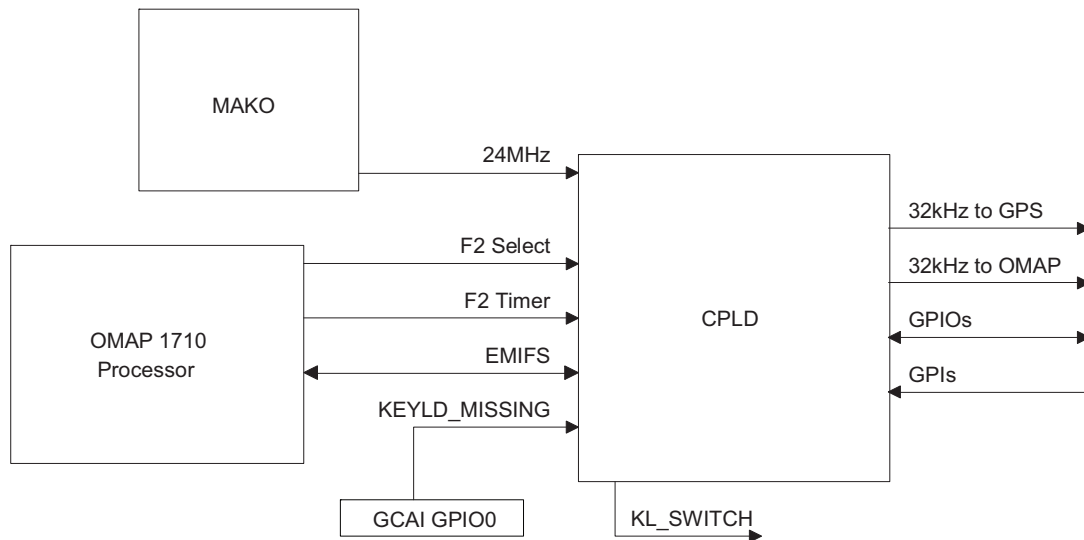 MAKO
24MHz
32kHz to GPS
F2 Select
32kHz to OMAP
F2 Timer
CPLD
GPIOs
OMAP 1710
Processor
EMIFS
GPIs
KEYLD_MISSING
GCAI GPIO0
KL_SWITCH